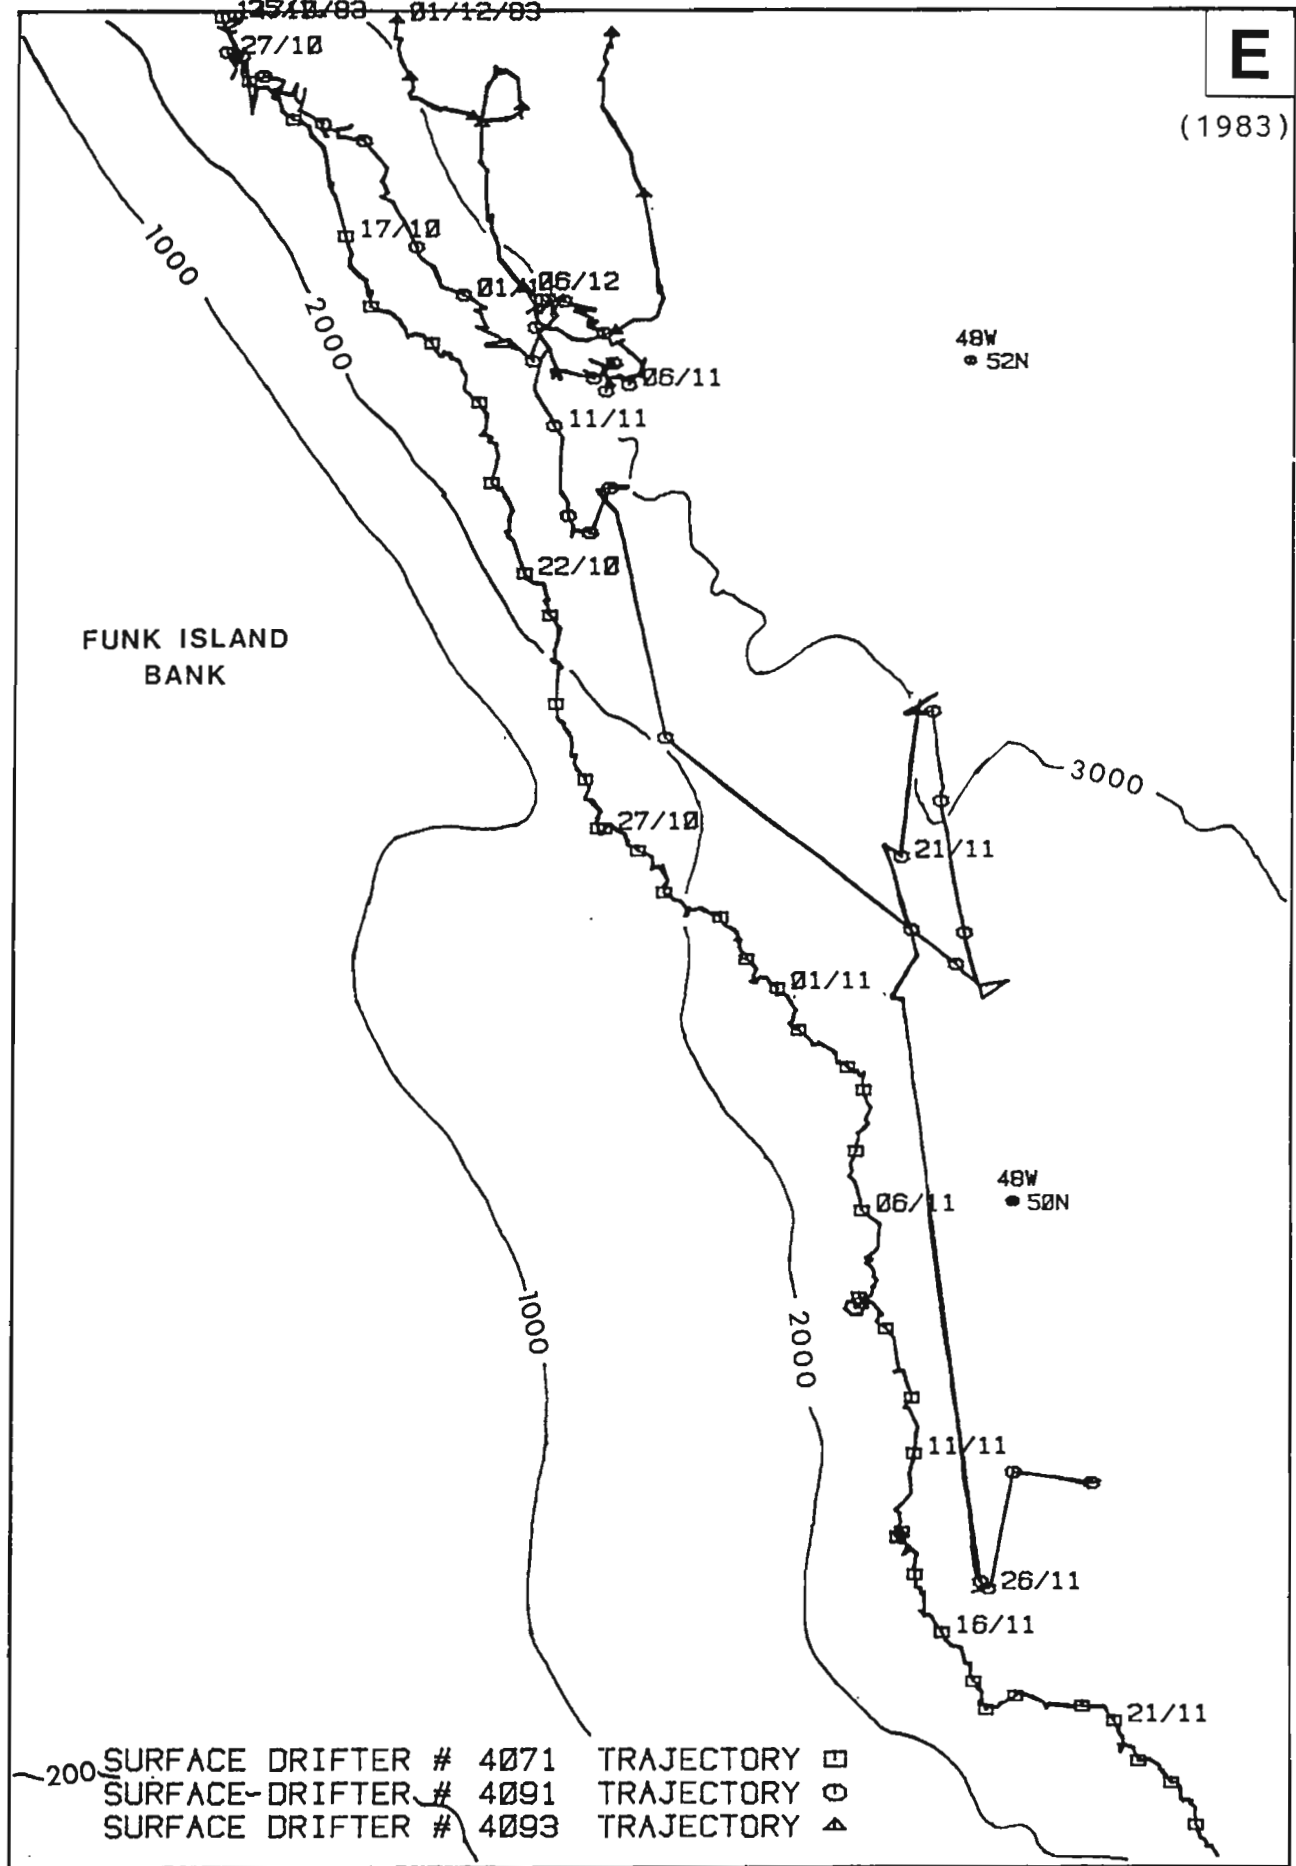 01/12/83
27/10
E
(1983)
1000
17/10
2000
06/12
48W
52N
06/11
11/11
22/10
FUNK ISLAND
BANK
3000
27/10
21/11
01/11
48W
50N
06/11
1000
2000
11/11
26/11
16/11
21/11
200
SURFACE DRIFTER # 4071 TRAJECTORY
SURFACE DRIFTER # 4091 TRAJECTORY
SURFACE DRIFTER # 4093 TRAJECTORY